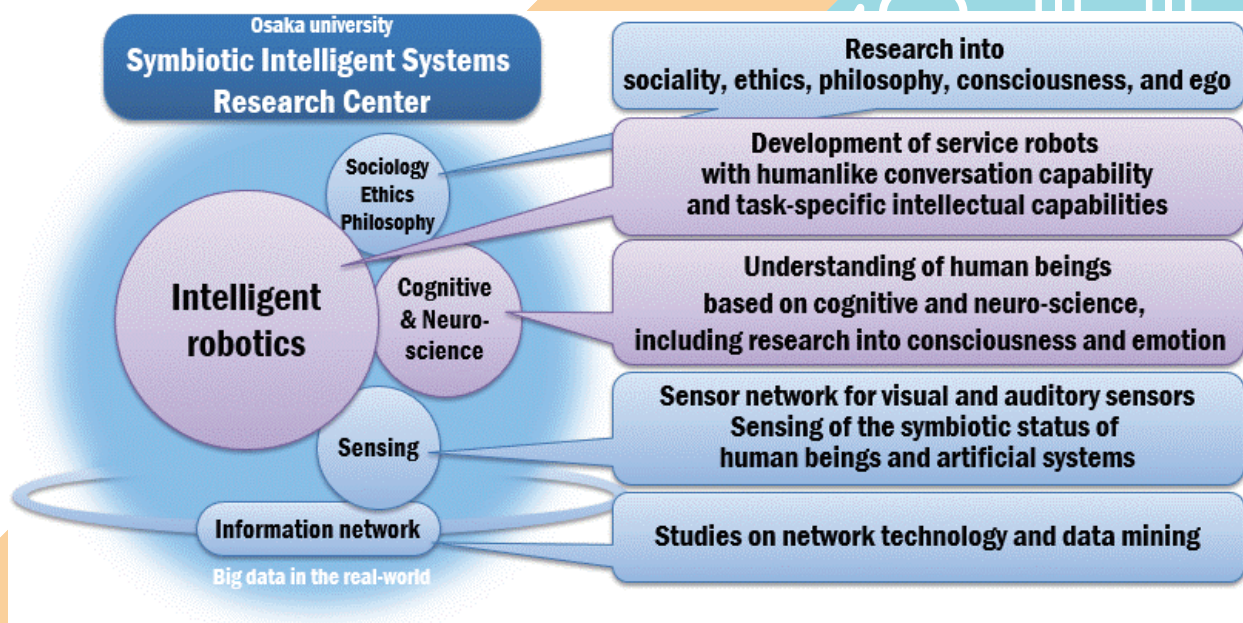 Osaka university
Symbiotic Intelligent Systems
Research Center
Sociology
Ethics
Philosophy
Intelligent
robotics
Cognitive
& Neuro-
science
Sensing
Information network
Big data in the real-world
Research into
sociality, ethics, philosophy, consciousness, and ego
Development of service robots
with humanlike conversation capability
and task-specific intellectual capabilities
Understanding of human beings
based on cognitive and neuro-science,
including research into consciousness and emotion
Sensor network for visual and auditory sensors
Sensing of the symbiotic status of
human beings and artificial systems
Studies on network technology and data mining